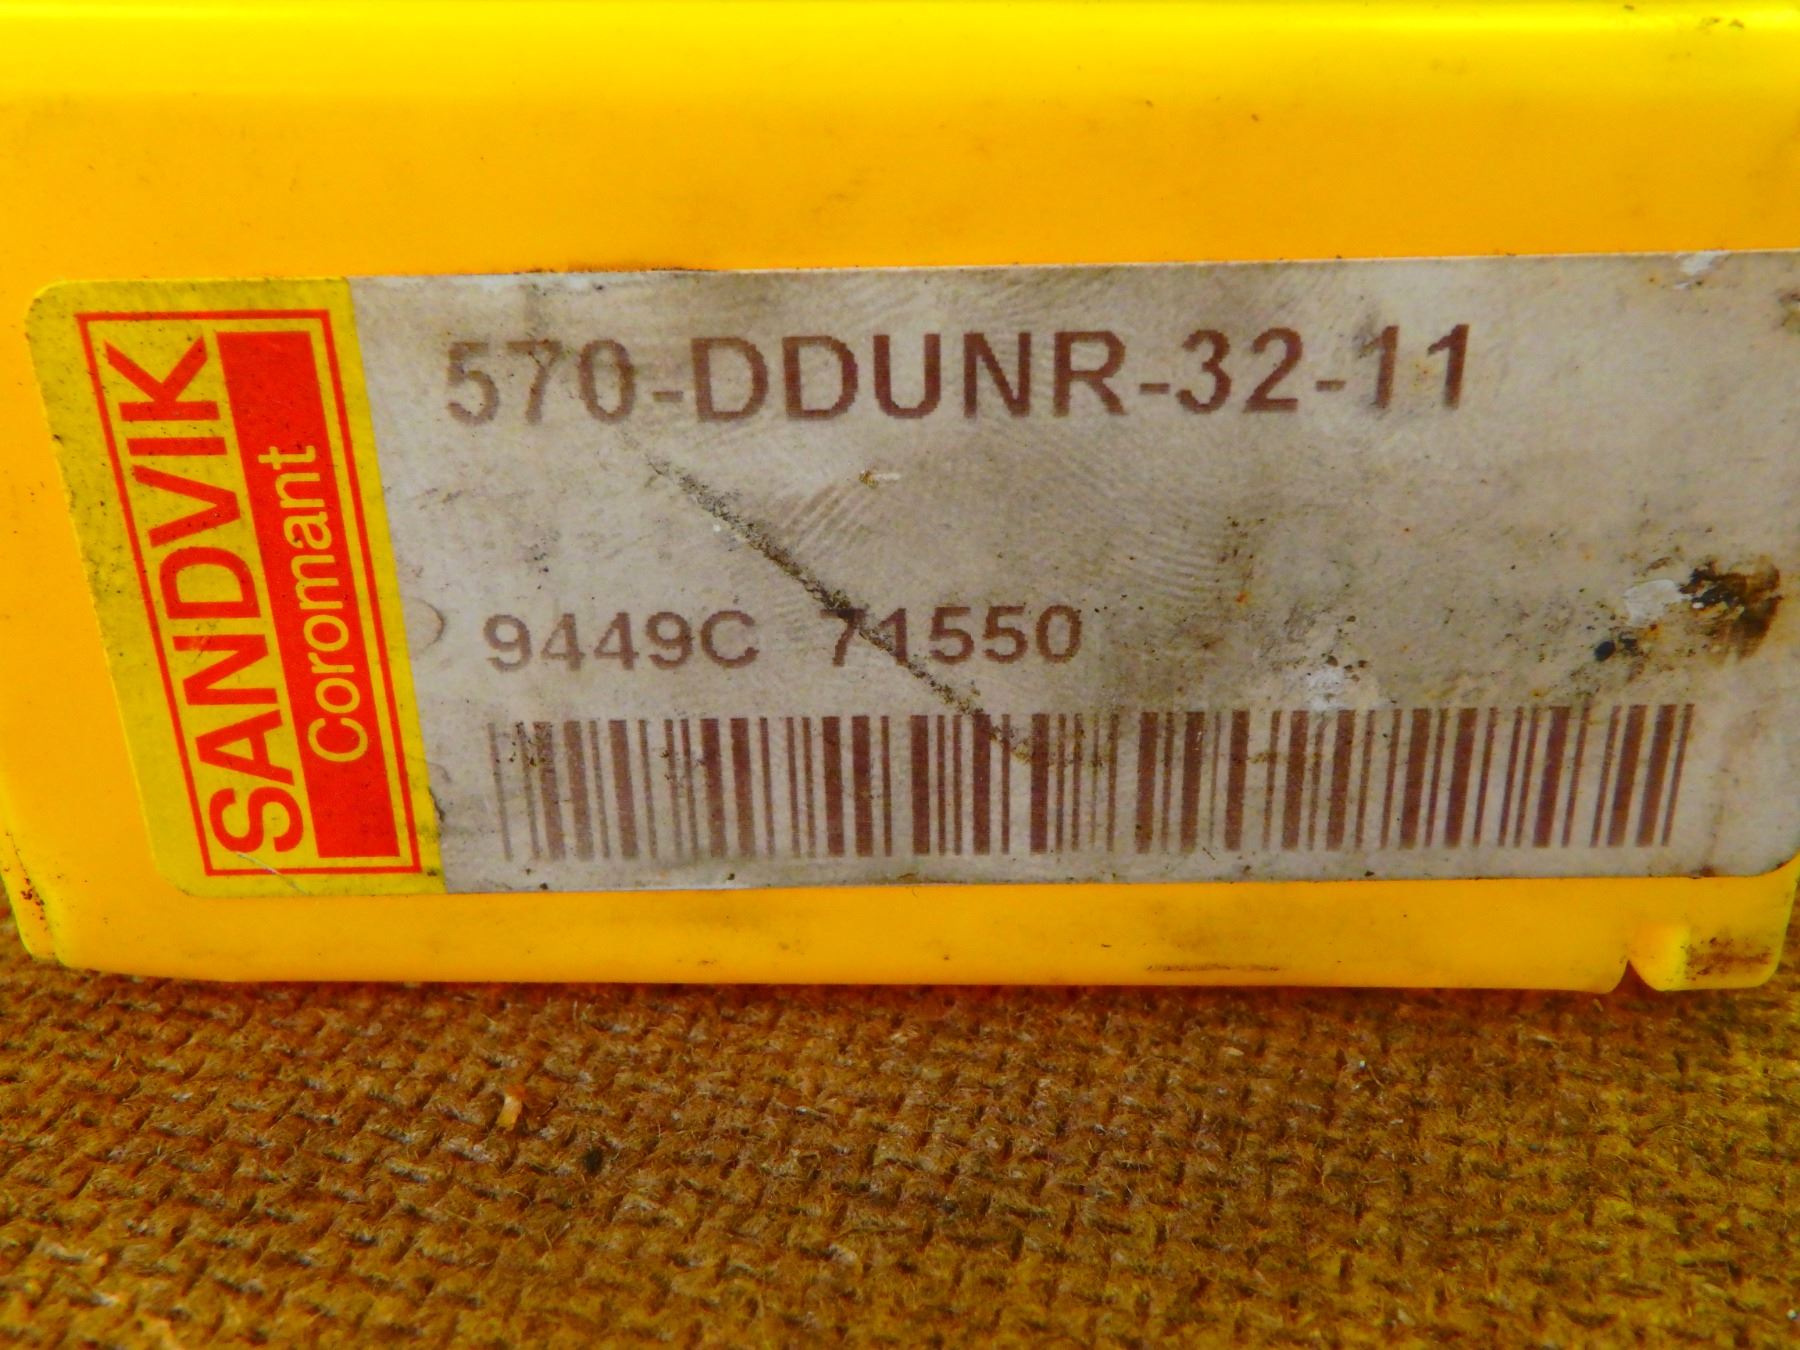 SANDVIK
Coromant
570-DDUNR-32-11
9449C 71550